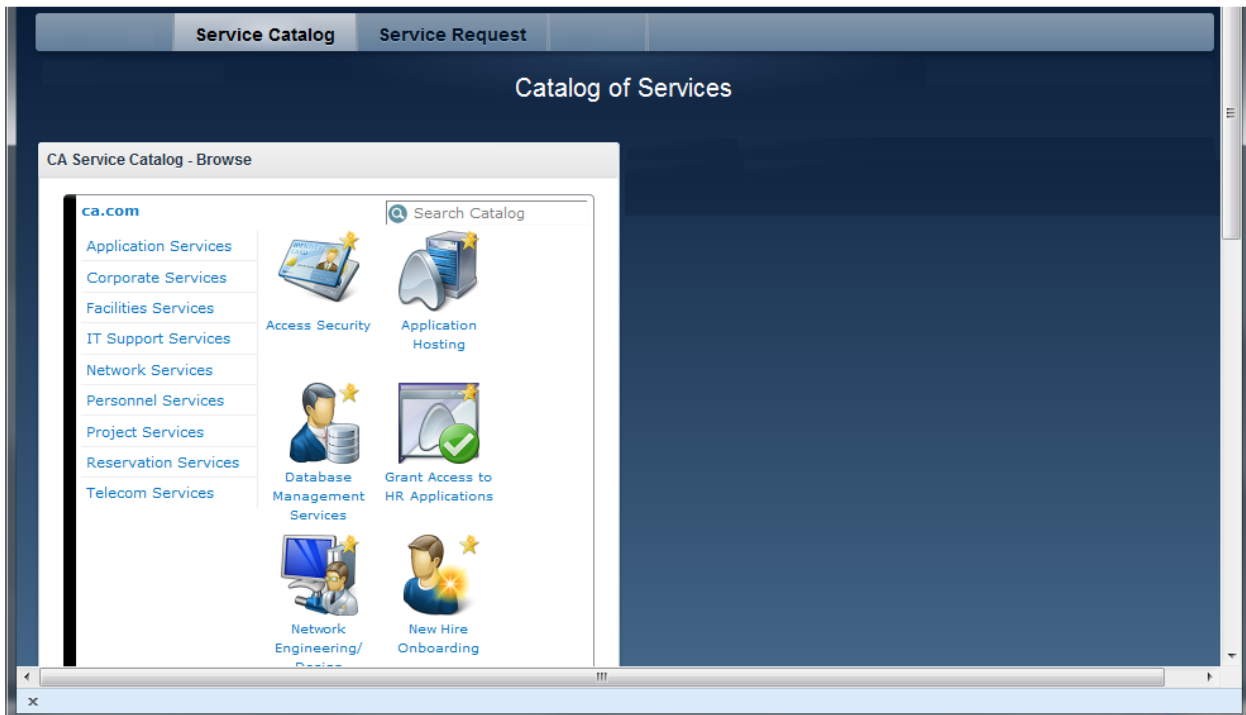 Service Catalog
Service Request
Catalog of Services
CA Service Catalog - Browse
ca.com
Search Catalog
Application Services
Corporate Services
Facilities Services
IT Support Services
Network Services
Personnel Services
Project Services
Reservation Services
Telecom Services
Access Security
Application
Hosting
Database
Management
Services
Grant Access to
HR Applications
Network
Engineering/
Design
New Hire
Onboarding